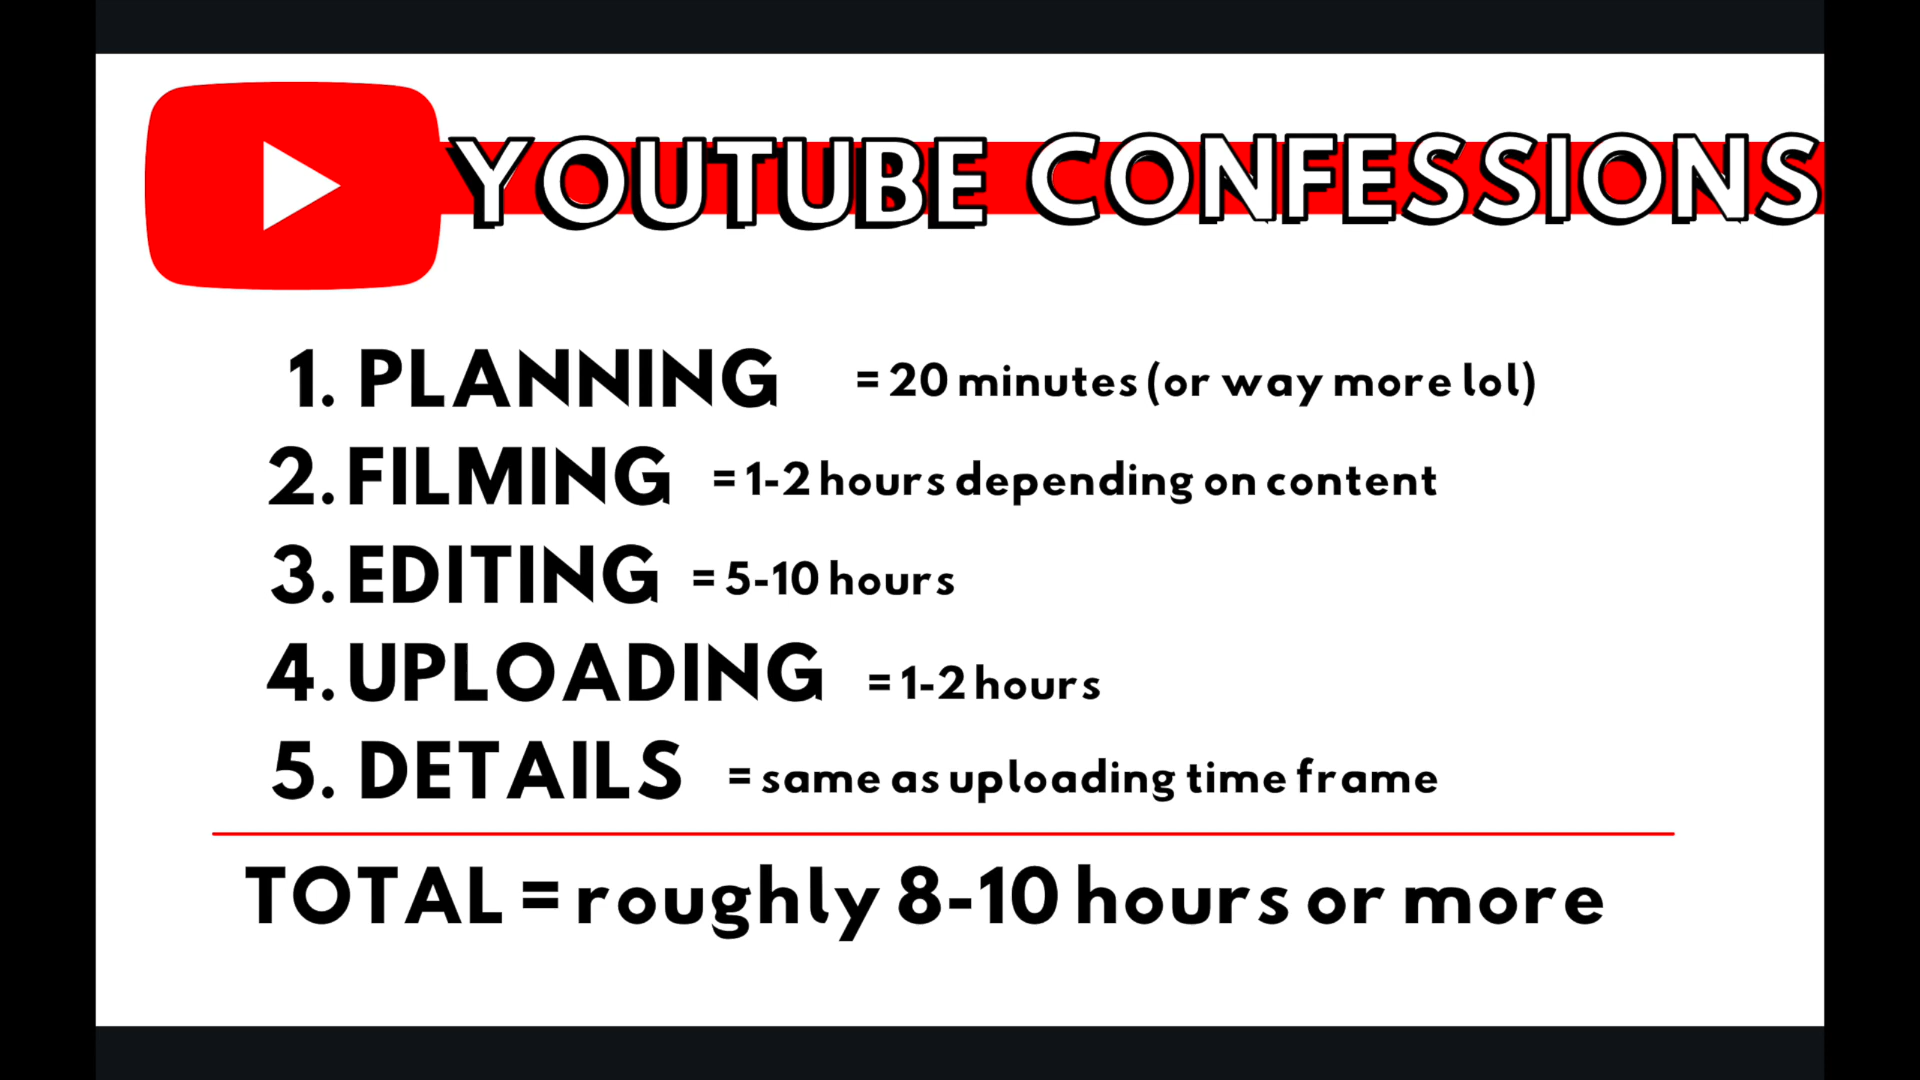 YOUTUBE CONFESSIONS
1. PLANNING = 20 minutes (or way more lol)
2. FILMING = 1-2 hours depending on content
3. EDITING = 5-10 hours
4. UPLOADING = 1-2 hours
5. DETAILS = same as uploading time frame
TOTAL = roughly 8-10 hours or more